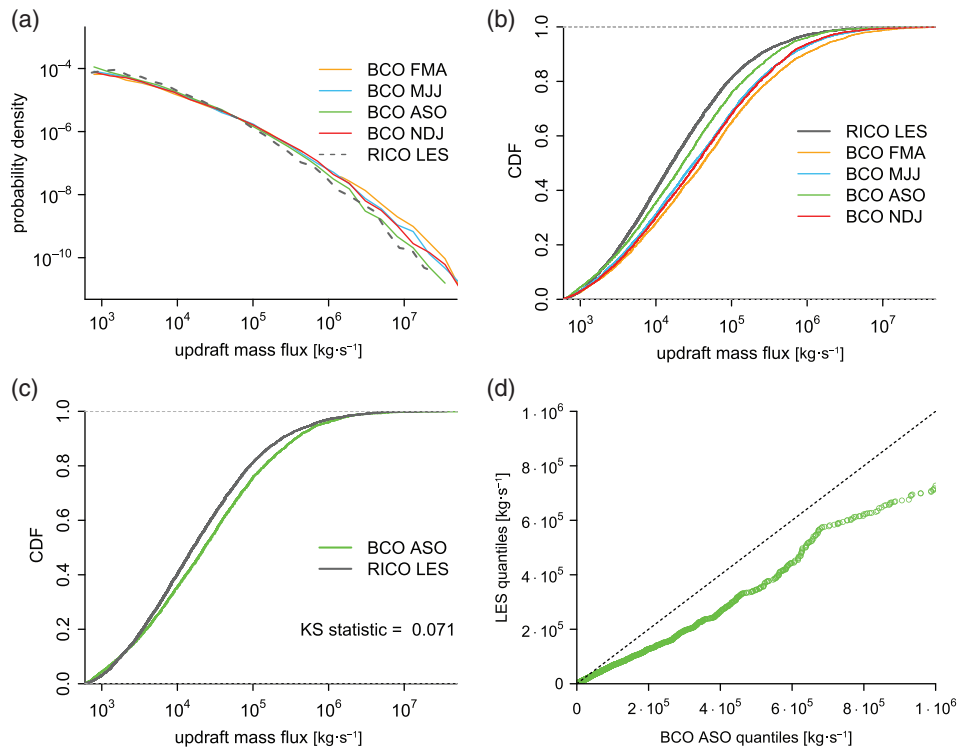 (a)
probability density
10⁻⁴
10⁻⁶
10⁻⁸
10⁻¹⁰
BCO FMA
BCO MJJ
BCO ASO
BCO NDJ
RICO LES
10³ 10⁴ 10⁵ 10⁶ 10⁷
updraft mass flux [kg·s⁻¹]
(b)
CDF
1.0
0.8
0.6
0.4
0.2
0.0
RICO LES
BCO FMA
BCO MJJ
BCO ASO
BCO NDJ
10³ 10⁴ 10⁵ 10⁶ 10⁷
updraft mass flux [kg·s⁻¹]
(c)
CDF
1.0
0.8
0.6
0.4
0.2
0.0
BCO ASO
RICO LES
KS statistic = 0.071
10³ 10⁴ 10⁵ 10⁶ 10⁷
updraft mass flux [kg·s⁻¹]
(d)
LES quantiles [kg·s⁻¹]
1·10⁶
8·10⁵
6·10⁵
4·10⁵
2·10⁵
0
0 2·10⁵ 4·10⁵ 6·10⁵ 8·10⁵ 1·10⁶
BCO ASO quantiles [kg·s⁻¹]